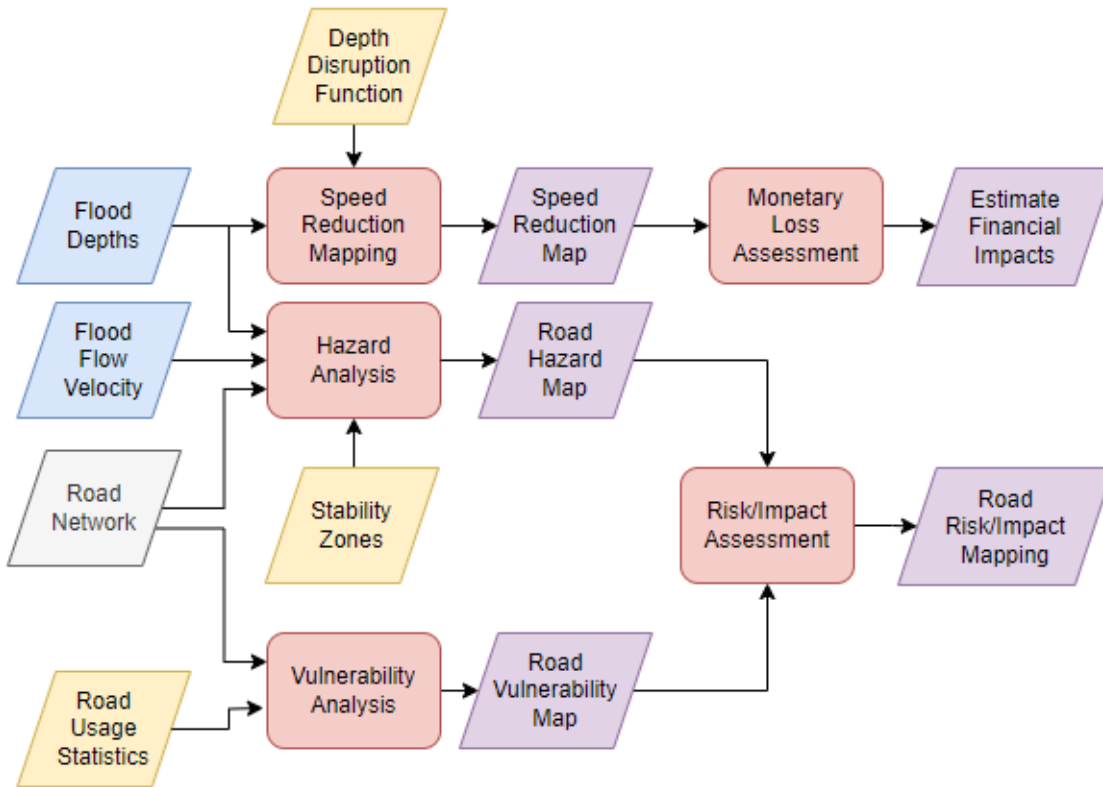 Depth
Disruption
Function
Flood
Depths
Speed
Reduction
Mapping
Speed
Reduction
Map
Monetary
Loss
Assessment
Estimate
Financial
Impacts
Flood
Flow
Velocity
Hazard
Analysis
Road
Hazard
Map
Road
Network
Stability
Zones
Risk/Impact
Assessment
Road
Risk/Impact
Mapping
Road
Usage
Statistics
Vulnerability
Analysis
Road
Vulnerability
Map